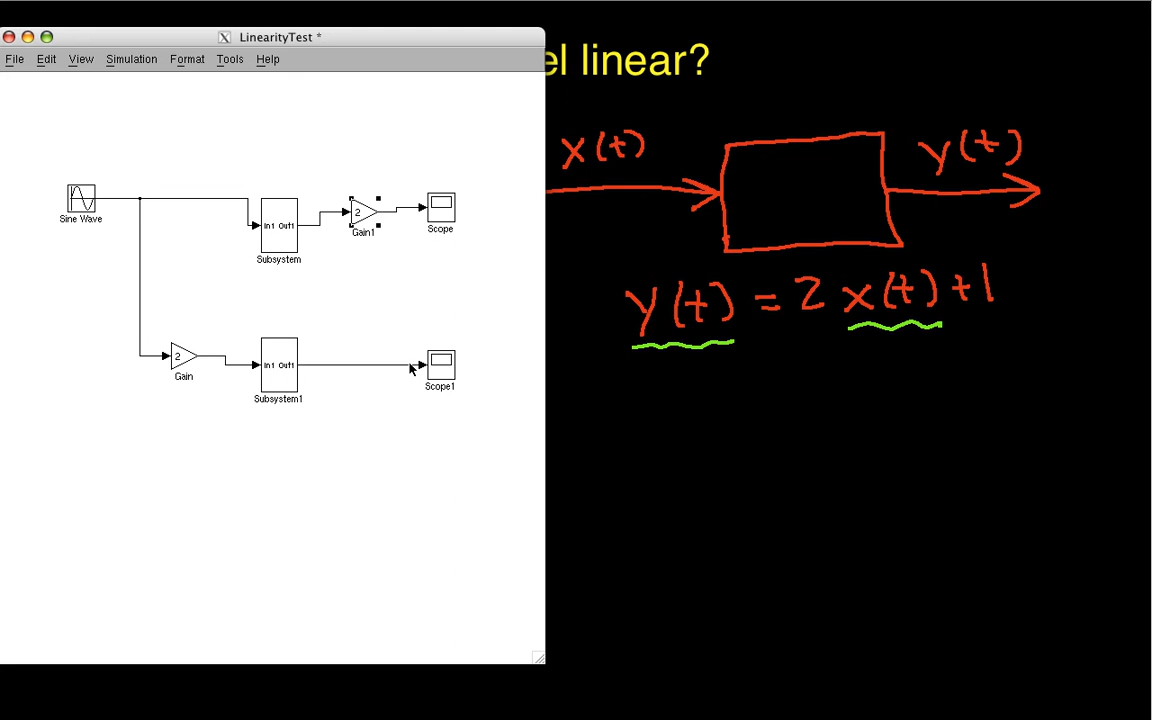 LinearityTest *
File Edit View Simulation Format Tools Help
el linear?
x(t)
y(t)
y(t) = 2 x(t) + 1
Sine Wave
In1 Out1
Subsystem
2
Gain1
Scope
2
Gain
In1 Out1
Subsystem1
Scope1